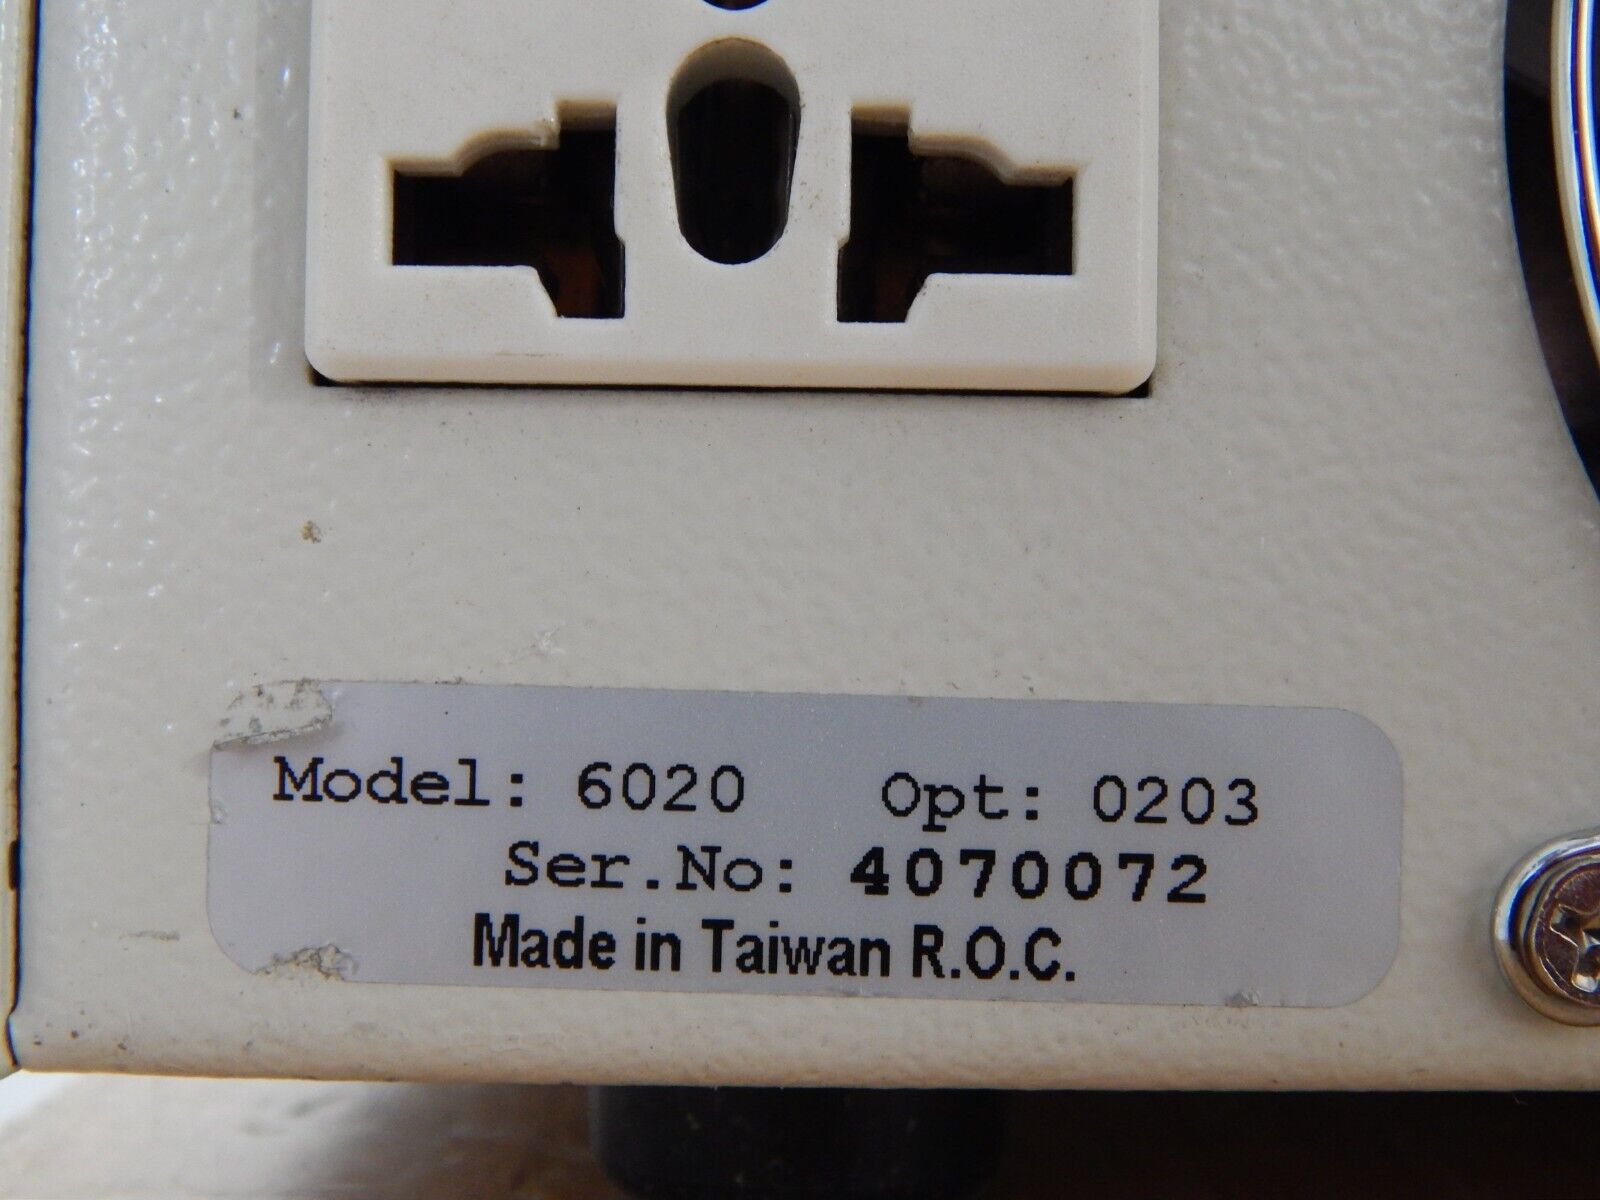 Model: 6020 Opt: 0203
Ser.No: 4070072
Made in Taiwan R.O.C.